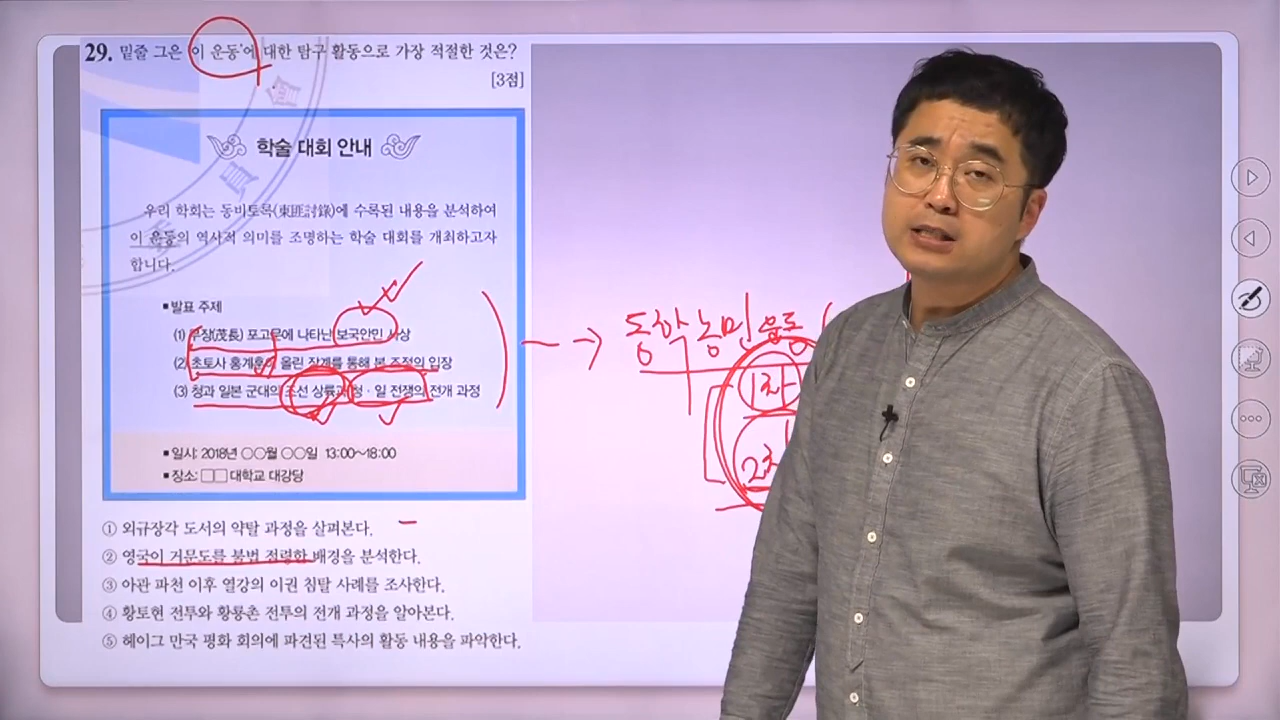 29. 밑줄 그은 '이 운동'에 대한 탐구 활동으로 가장 적절한 것은?
[3점]
학술 대회 안내
우리 학회는 동비토록(東匪討錄)에 수록된 내용을 분석하여
이 운동의 역사적 의미를 조명하는 학술 대회를 개최하고자
합니다.
■ 발표 주제
(1) 무장(茂長) 포고문에 나타난 보국안민 사상
(2) 초토사 홍계훈이 올린 장계를 통해 본 조정의 입장
(3) 청과 일본 군대의 조선 상륙과 청·일 전쟁의 전개 과정
■ 일시: 2018년 ○○월 ○○일 13:00~18:00
■ 장소: □□대학교 대강당
① 외규장각 도서의 약탈 과정을 살펴본다.
② 영국이 거문도를 불법 점령한 배경을 분석한다.
③ 아관 파천 이후 열강의 이권 침탈 사례를 조사한다.
④ 황토현 전투와 황룡촌 전투의 전개 과정을 알아본다.
⑤ 헤이그 만국 평화 회의에 파견된 특사의 활동 내용을 파악한다.
동학농민운동 (
1차
2차